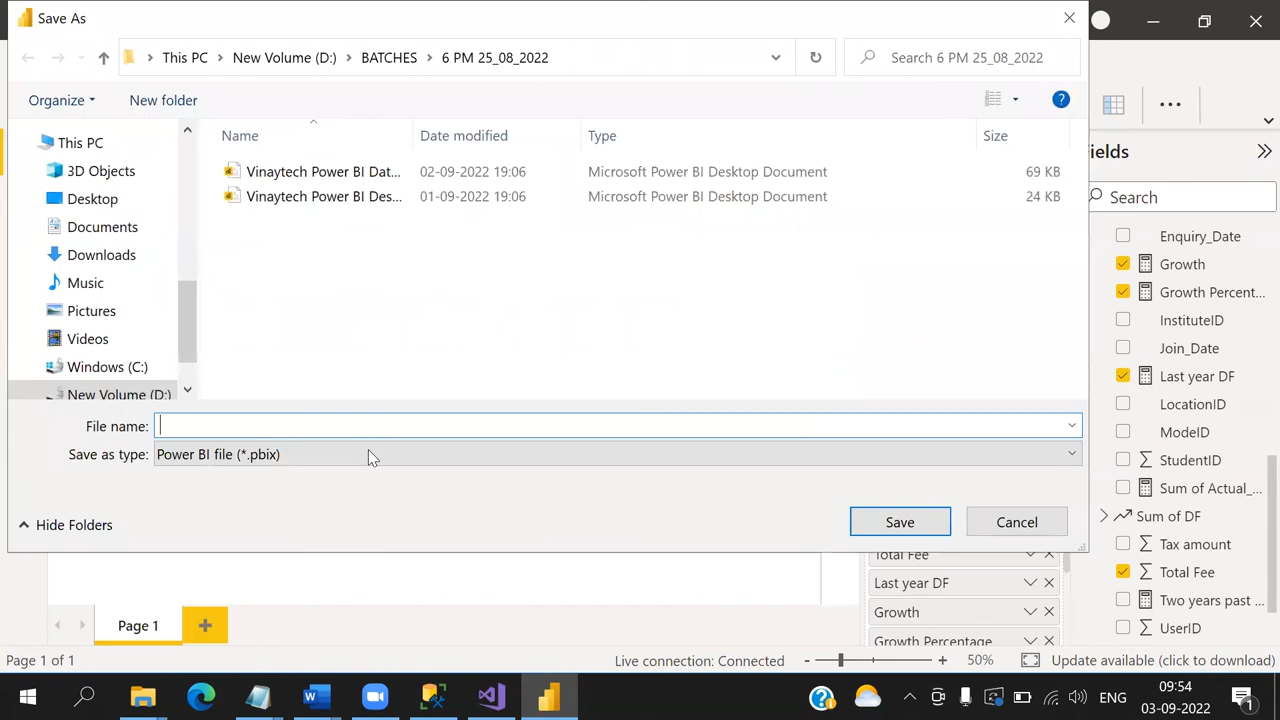 Save As
This PC
New Volume (D:)
BATCHES
6 PM 25_08_2022
Search 6 PM 25_08_2022
Organize
New folder
?
Name
Date modified
Type
Size
This PC
3D Objects
Desktop
Documents
Downloads
Music
Pictures
Videos
Windows (C:)
New Volume (D:)
Vinaytech Power BI Dat...
02-09-2022 19:06
Microsoft Power BI Desktop Document
69 KB
Vinaytech Power BI Des...
01-09-2022 19:06
Microsoft Power BI Desktop Document
24 KB
File name:
Save as type:
Power BI file (*.pbix)
Hide Folders
Save
Cancel
ields
Search
Enquiry_Date
Growth
Growth Percent...
InstituteID
Join_Date
Last year DF
LocationID
ModeID
StudentID
Sum of Actual_...
Sum of DF
Tax amount
Total Fee
Two years past ...
UserID
Total Fee
Last year DF
Growth
Growth Percentage
Page 1
Page 1 of 1
Live connection: Connected
50%
Update available (click to download)
ENG
09:54
03-09-2022
1